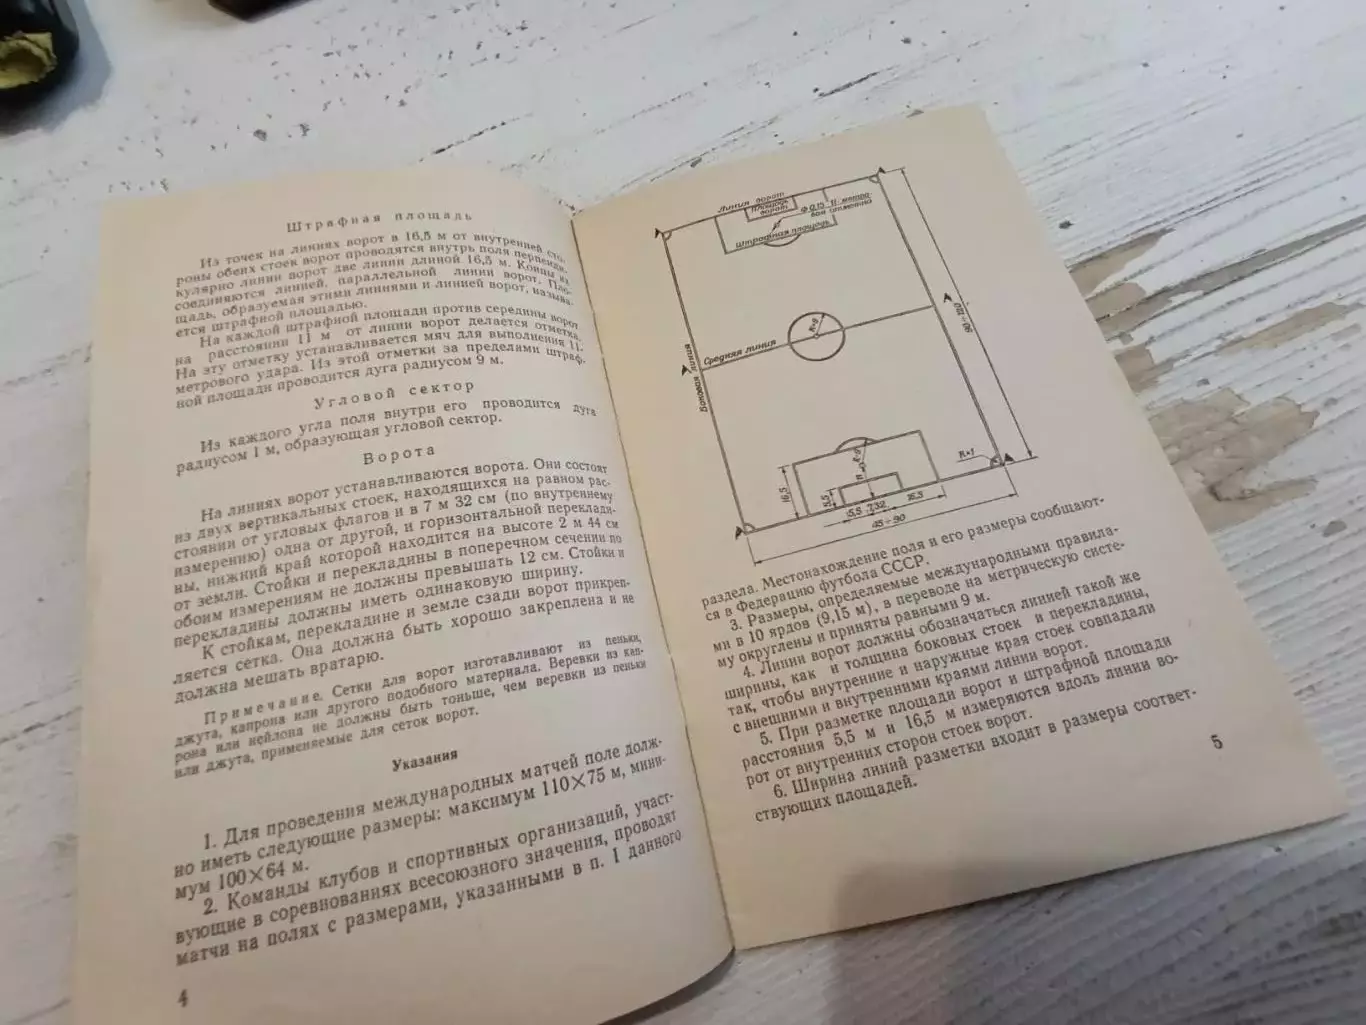 Штрафная площадь
Из точек на линиях ворот в 16,5 м от внутренней сто-
роны обеих стоек ворот проводятся внутрь поля перпенди-
кулярно линии ворот две линии длиной 16,5 м. Концы их
соединяются линией, параллельной линии ворот. Пло-
щадь, образуемая этими линиями и линией ворот, называ-
ется штрафной площадью.
На каждой штрафной площади против середины ворот
на расстоянии 11 м от линии ворот делается отметка.
На эту отметку устанавливается мяч для выполнения 11-
метрового удара. Из этой отметки за пределами штраф-
ной площади проводится дуга радиусом 9 м.
Угловой сектор
Из каждого угла поля внутри его проводится дуга
радиусом 1 м, образующая угловой сектор.
Ворота
На линиях ворот устанавливаются ворота. Они состоят
из двух вертикальных стоек, находящихся на равном рас-
стоянии от угловых флагов и в 7 м 32 см (по внутреннему
измерению) одна от другой, и горизонтальной переклади-
ны, нижний край которой находится на высоте 2 м 44 см
от земли. Стойки и перекладины в поперечном сечении по
обоим измерениям не должны превышать 12 см. Стойки и
перекладины должны иметь одинаковую ширину.
К стойкам, перекладине и земле сзади ворот прикреп-
ляется сетка. Она должна быть хорошо закреплена и не
должна мешать вратарю.
Примечание. Сетки для ворот изготавливают из пеньки,
джута, капрона или другого подобного материала. Веревки из кап-
рона или нейлона не должны быть тоньше, чем веревки из пеньки
или джута, применяемые для сеток ворот.
Указания
1. Для проведения международных матчей поле долж-
но иметь следующие размеры: максимум 110×75 м, мини-
мум 100×64 м.
2. Команды клубов и спортивных организаций, участ-
вующие в соревнованиях всесоюзного значения, проводят
матчи на полях с размерами, указанными в п. 1 данного
4
Линия ворот
Площадь
ворот
Штрафная площадь
Ф 0,15
11 метро-
вая отметка
90÷120
R=9
Средняя линия
Боковая линия
R=9
11
R=1
16,5
5,5
5,5
7,32
16,5
45÷90
раздела. Местонахождение поля и его размеры сообщают-
ся в Федерацию футбола СССР.
3. Размеры, определяемые международными правила-
ми в 10 ярдов (9,15 м), в переводе на метрическую систе-
му округлены и приняты равными 9 м.
4. Линии ворот должны обозначаться линией такой же
ширины, как и толщина боковых стоек и перекладины,
так, чтобы внутренние и наружные края стоек совпадали
с внешними и внутренними краями линии ворот.
5. При разметке площади ворот и штрафной площади
расстояния 5,5 м и 16,5 м измеряются вдоль линии во-
рот от внутренних сторон стоек ворот.
6. Ширина линий разметки входит в размеры соответ-
ствующих площадей.
5